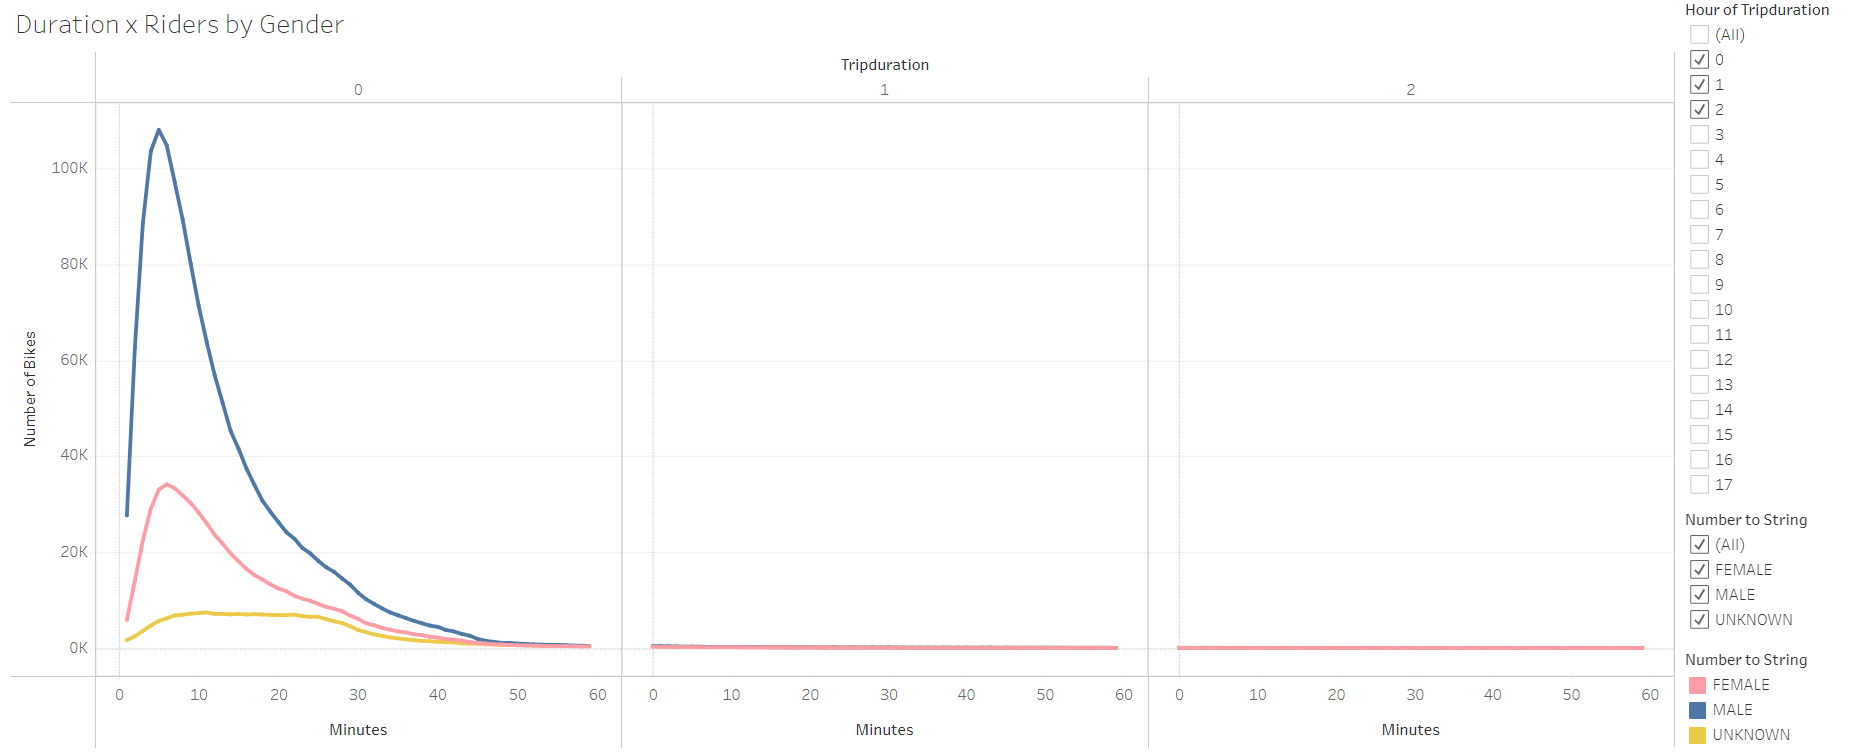 Duration x Riders by Gender
Tripduration
0 1 2
Number of Bikes
100K
80K
60K
40K
20K
0K
0 10 20 30 40 50 60 0 10 20 30 40 50 60 0 10 20 30 40 50 60
Minutes Minutes Minutes
Hour of Tripduration
(All)
0
1
2
3
4
5
6
7
8
9
10
11
12
13
14
15
16
17
Number to String
(All)
FEMALE
MALE
UNKNOWN
Number to String
FEMALE
MALE
UNKNOWN